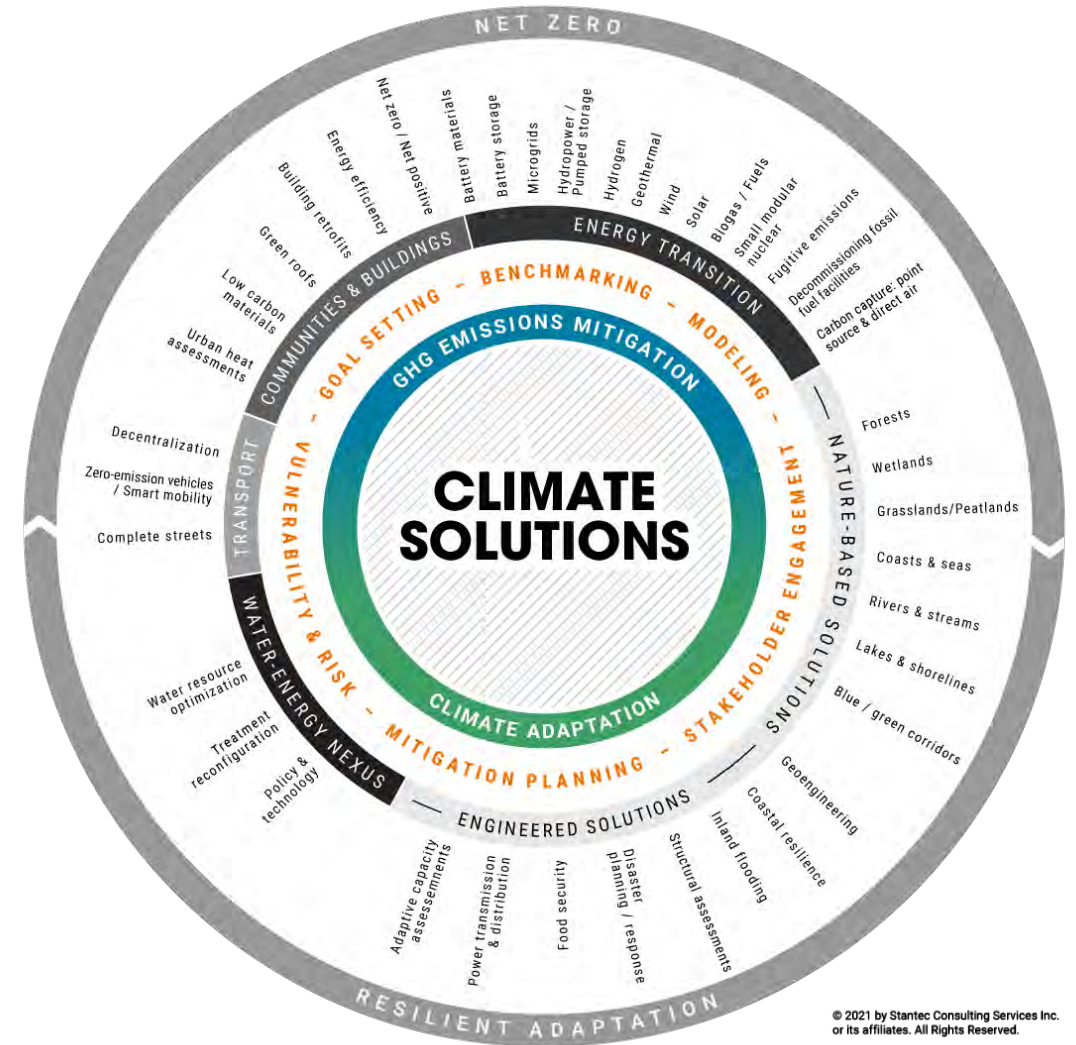 NET ZERO
Net zero / Net positive
Energy efficiency
Building retrofits
Green roofs
Low carbon
materials
Urban heat
assessments
COMMUNITIES & BUILDINGS
Battery materials
Battery storage
Microgrids
Hydropower /
Pumped storage
Hydrogen
Geothermal
Wind
Solar
Biogas / Fuels
Small modular
nuclear
Fugitive emissions
Decommissioning fossil
fuel facilities
Carbon capture: point
source & direct air
ENERGY TRANSITION
Forests
Wetlands
Grasslands/Peatlands
Coasts & seas
Rivers & streams
Lakes & shorelines
Blue / green corridors
NATURE-BASED SOLUTIONS
Geoengineering
Coastal resilience
Inland flooding
Structural assessments
Disaster
planning / response
Food security
Power transmission
& distribution
Adaptive capacity
assessemnents
ENGINEERED SOLUTIONS
Policy &
technology
Treatment
reconfiguration
Water resource
optimization
WATER-ENERGY NEXUS
Complete streets
Zero-emission vehicles
/ Smart mobility
Decentralization
TRANSPORT
GOAL SETTING – BENCHMARKING – MODELING – STAKEHOLDER ENGAGEMENT – MITIGATION PLANNING – VULNERABILITY & RISK –
GHG EMISSIONS MITIGATION
CLIMATE
SOLUTIONS
CLIMATE ADAPTATION
RESILIENT ADAPTATION
© 2021 by Stantec Consulting Services Inc.
or its affiliates. All Rights Reserved.